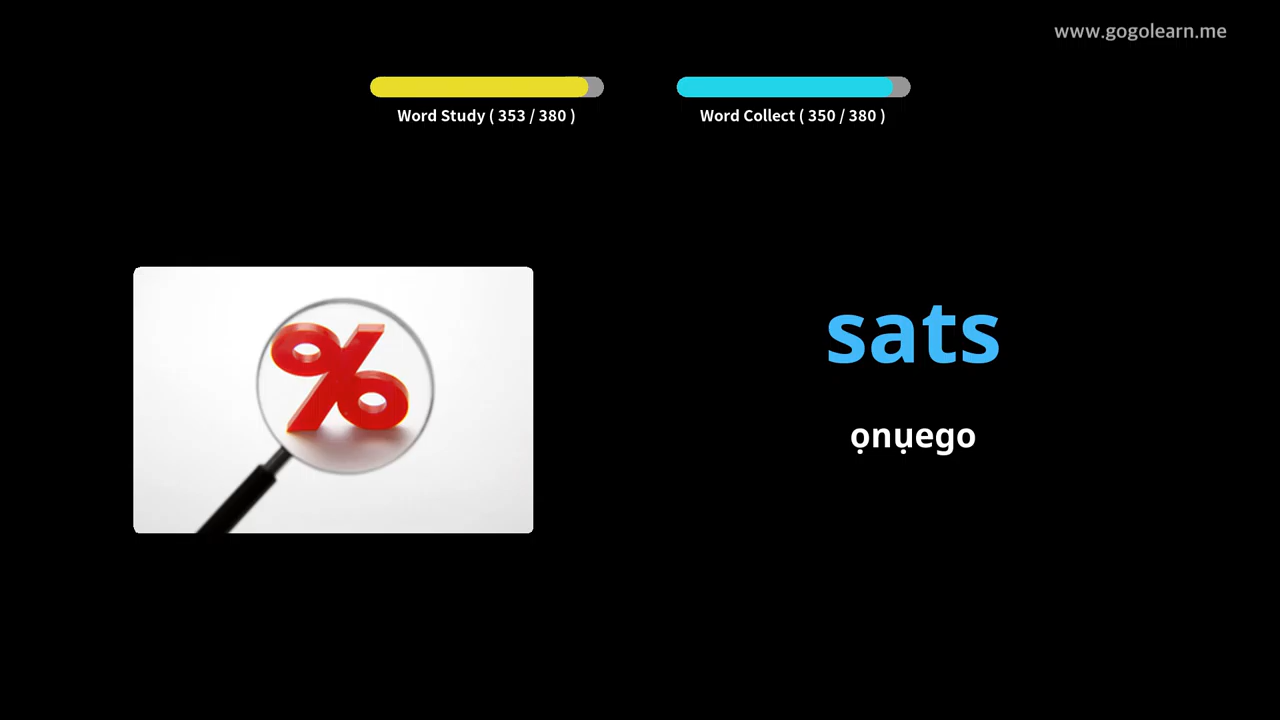 www.gogolearn.me
Word Study ( 353 / 380 )
Word Collect ( 350 / 380 )
%
sats
ọnụego